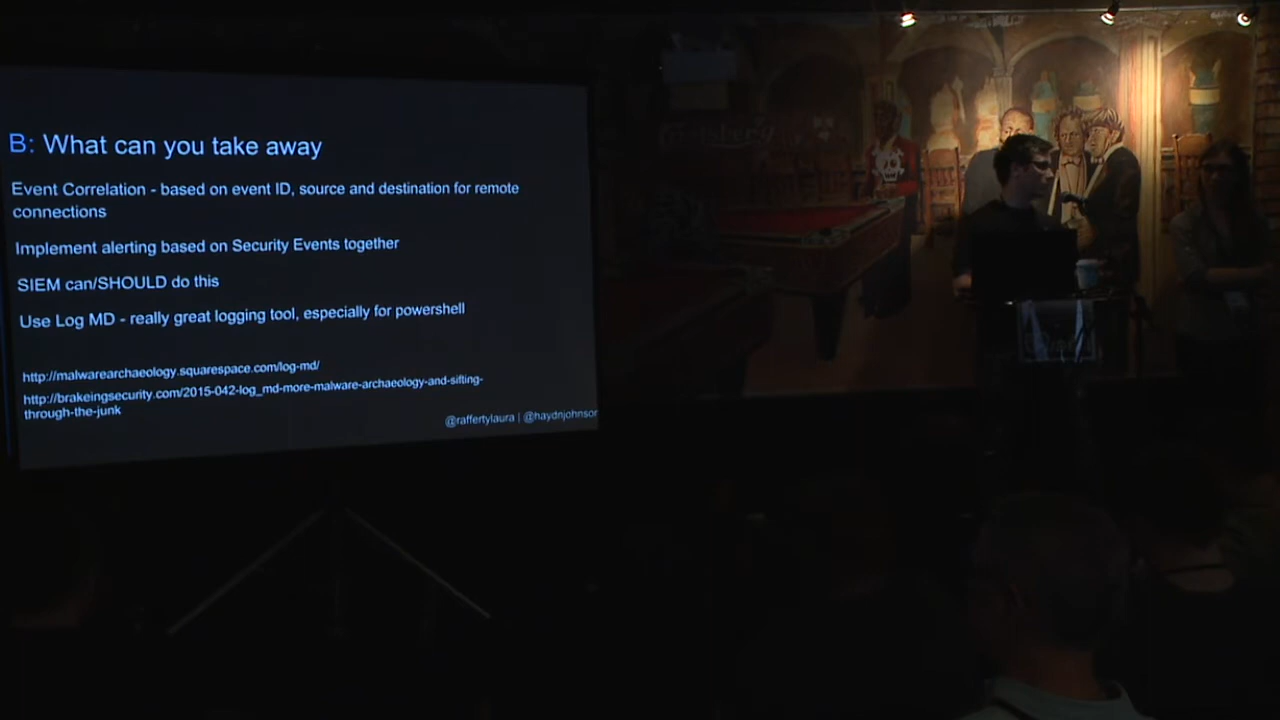 B: What can you take away
Event Correlation - based on event ID, source and destination for remote
connections
Implement alerting based on Security Events together
SIEM can/SHOULD do this
Use Log MD - really great logging tool, especially for powershell
http://malwarearchaeology.squarespace.com/log-md/
http://brakeingsecurity.com/2015-042-log_md-more-malware-archaeology-and-sifting-
through-the-junk
@raffertylaura | @haydnjohnson
Carlsberg